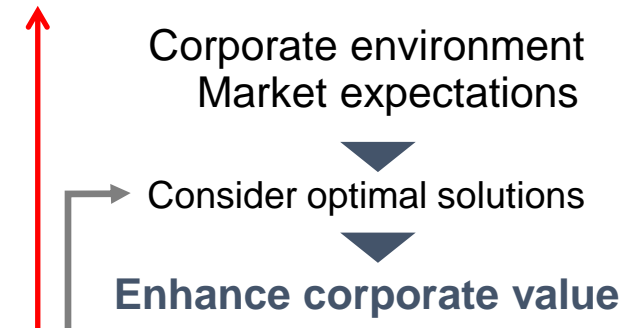 Corporate environment
Market expectations
Consider optimal solutions
Enhance corporate value